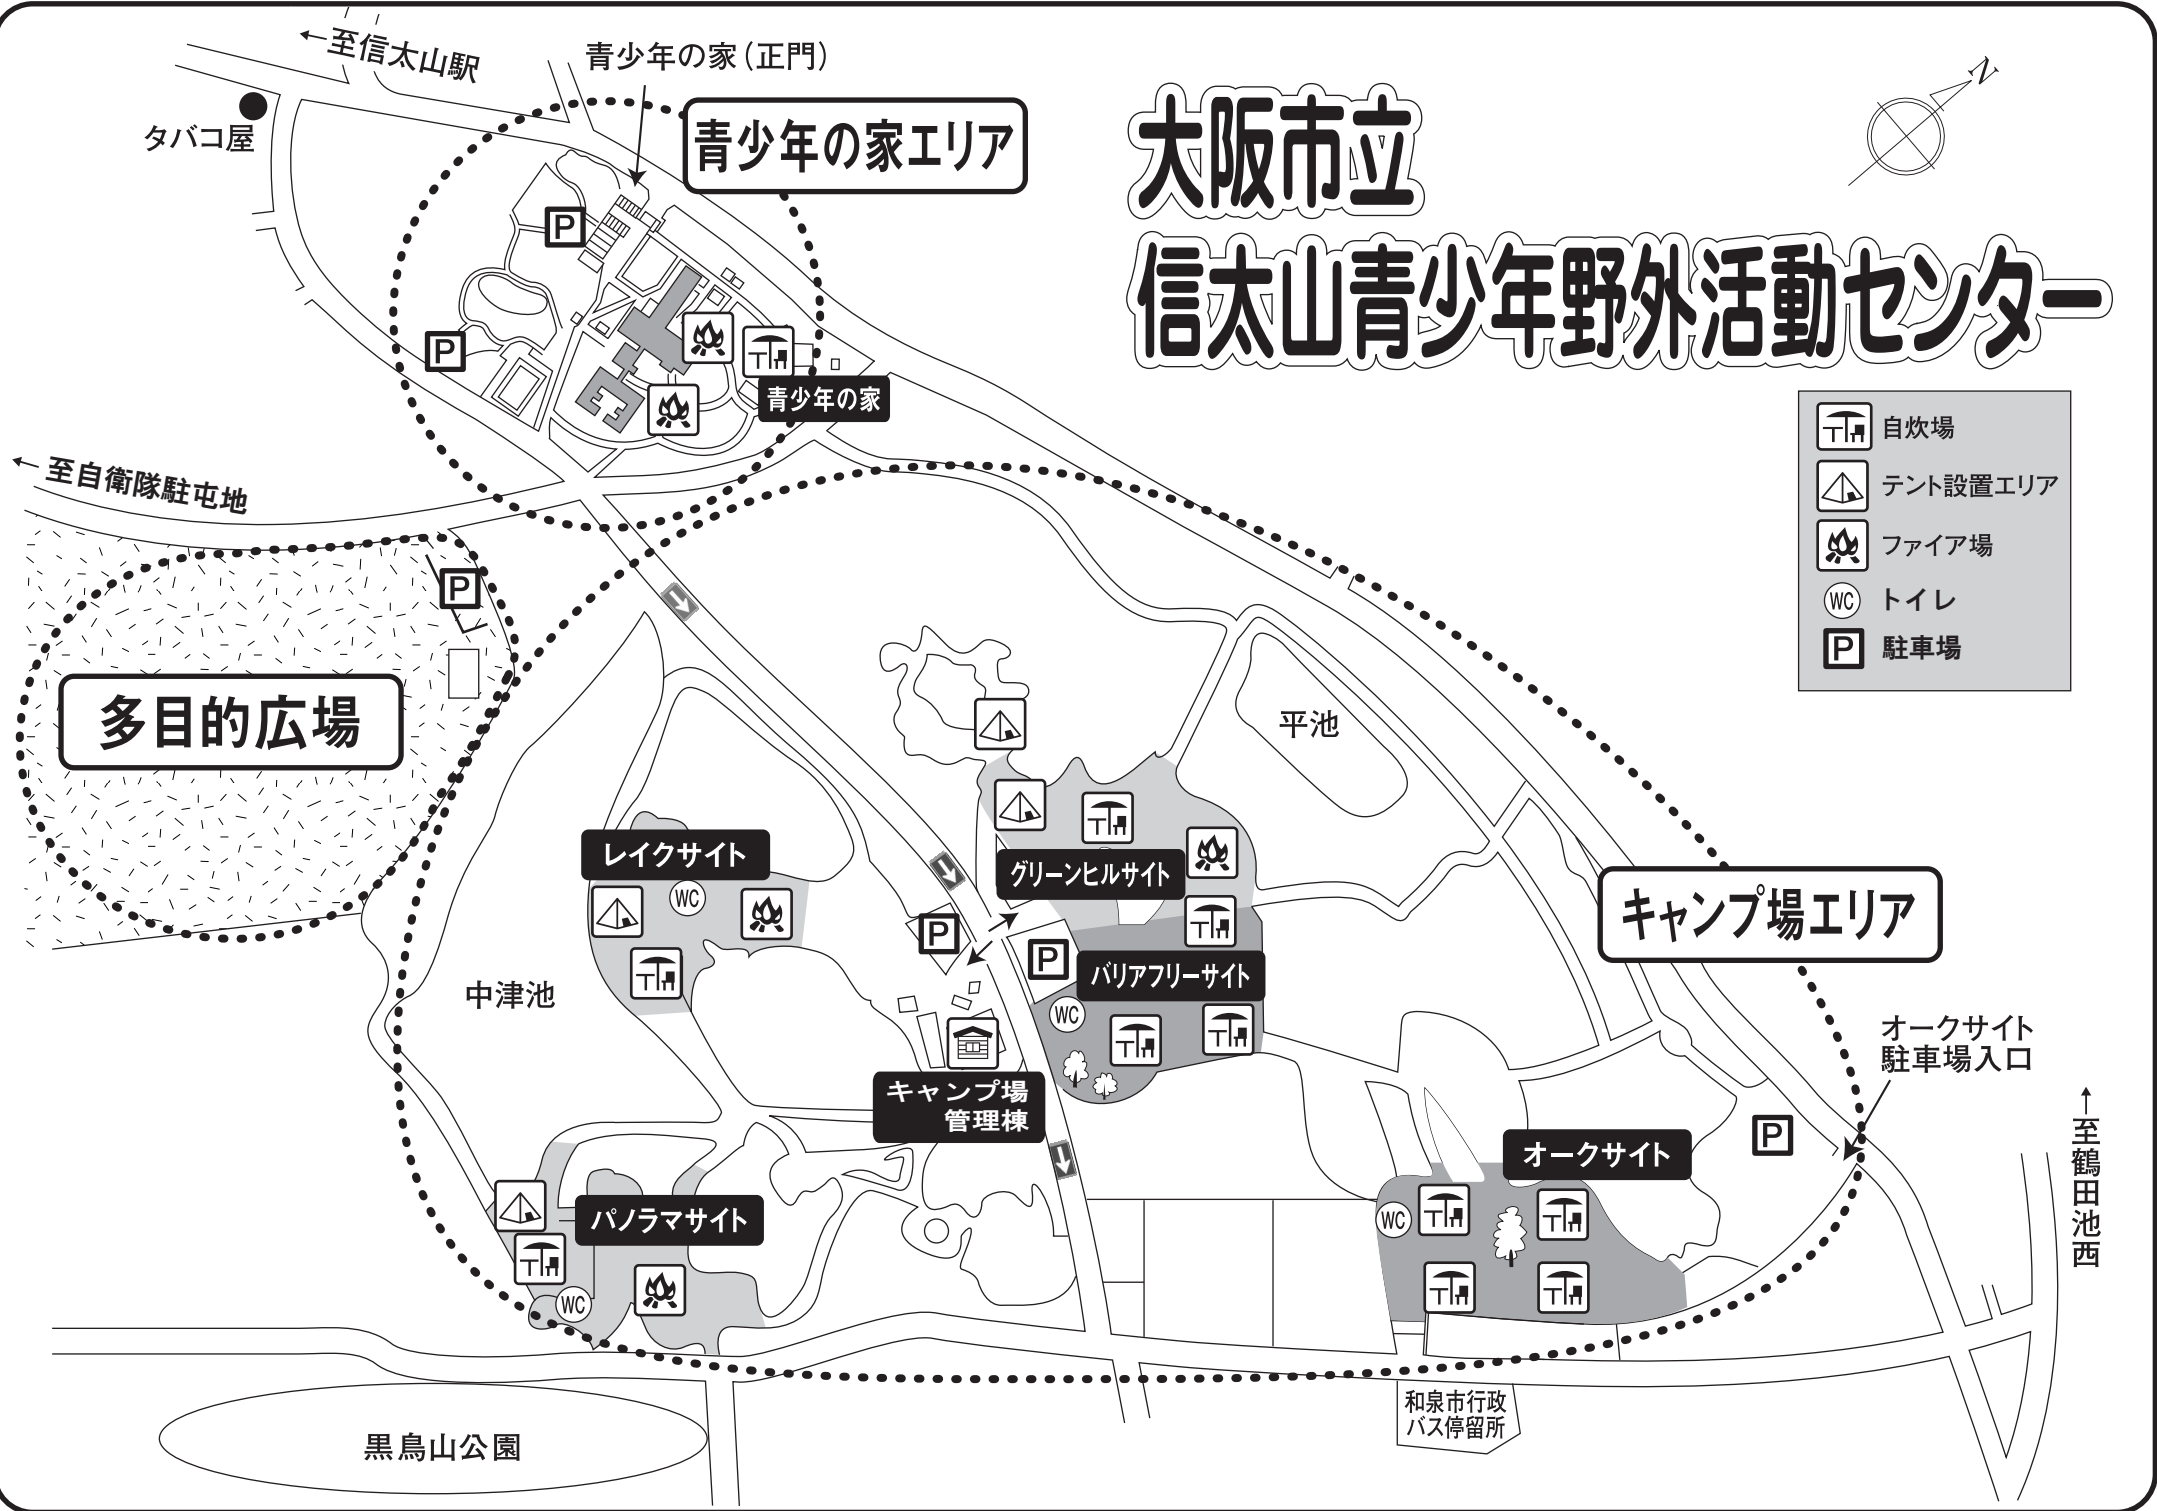 大阪市立
信太山青少年野外活動センター
N
←至信太山駅
青少年の家(正門)
タバコ屋
青少年の家エリア
P
P
青少年の家
←至自衛隊駐屯地
自炊場
テント設置エリア
ファイア場
WC トイレ
P 駐車場
P
多目的広場
平池
レイクサイト
WC
グリーンヒルサイト
キャンプ場エリア
P
P
バリアフリーサイト
WC
中津池
キャンプ場
管理棟
オークサイト
駐車場入口
P
←至鶴田池西
オークサイト
WC
パノラマサイト
WC
和泉市行政
バス停留所
黒鳥山公園